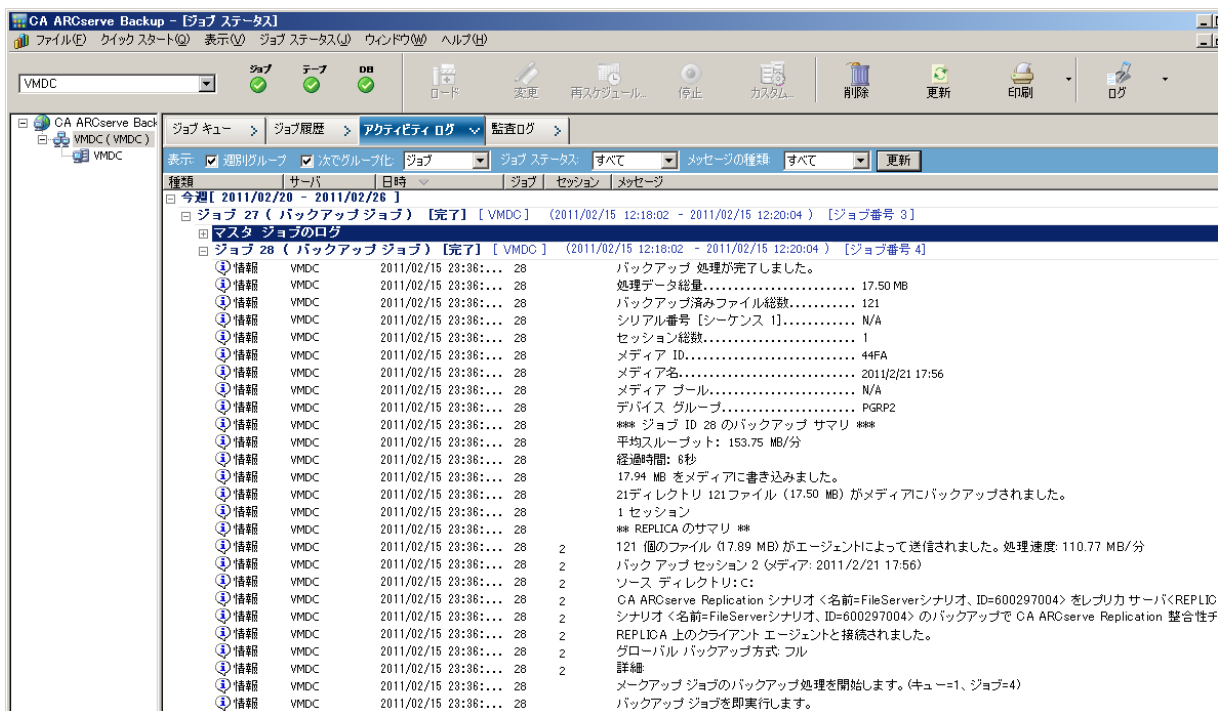 CA ARCserve Backup - [ジョブ ステータス]
ファイル(F) クイック スタート(Q) 表示(V) ジョブ ステータス(J) ウィンドウ(W) ヘルプ(H)
VMDC ジョブ テープ DB ロード 変更 再スケジュール... 停止 カスタム... 削除 更新 印刷 ログ
CA ARCserve Back
VMDC ( VMDC )
VMDC
ジョブ キュー > ジョブ履歴 > アクティビティ ログ 監査ログ >
表示: 週別グループ 次でグループ化: ジョブ ジョブ ステータス: すべて メッセージの種類: すべて 更新
種類 サーバ 日時 ジョブ セッション メッセージ
今週[ 2011/02/20 - 2011/02/26 ]
ジョブ 27 ( バックアップ ジョブ ) [完了] [ VMDC ] (2011/02/15 12:18:02 - 2011/02/15 12:20:04 ) [ジョブ番号 3]
マスタ ジョブのログ
ジョブ 28 ( バックアップ ジョブ ) [完了] [ VMDC ] (2011/02/15 12:18:02 - 2011/02/15 12:20:04 ) [ジョブ番号 4]
情報 VMDC 2011/02/15 23:36:... 28 バックアップ 処理が完了しました。
情報 VMDC 2011/02/15 23:36:... 28 処理データ総量......................... 17.50 MB
情報 VMDC 2011/02/15 23:36:... 28 バックアップ済みファイル総数........... 121
情報 VMDC 2011/02/15 23:36:... 28 シリアル番号 [シーケンス 1]............ N/A
情報 VMDC 2011/02/15 23:36:... 28 セッション総数......................... 1
情報 VMDC 2011/02/15 23:36:... 28 メディア ID............................ 44FA
情報 VMDC 2011/02/15 23:36:... 28 メディア名............................. 2011/2/21 17:56
情報 VMDC 2011/02/15 23:36:... 28 メディア プール........................ N/A
情報 VMDC 2011/02/15 23:36:... 28 デバイス グループ...................... PGRP2
情報 VMDC 2011/02/15 23:36:... 28 *** ジョブ ID 28 のバックアップ サマリ ***
情報 VMDC 2011/02/15 23:36:... 28 平均スループット: 153.75 MB/分
情報 VMDC 2011/02/15 23:36:... 28 経過時間: 6秒
情報 VMDC 2011/02/15 23:36:... 28 17.94 MB をメディアに書き込みました。
情報 VMDC 2011/02/15 23:36:... 28 21ディレクトリ 121ファイル (17.50 MB) がメディアにバックアップされました。
情報 VMDC 2011/02/15 23:36:... 28 1 セッション
情報 VMDC 2011/02/15 23:36:... 28 ** REPLICA のサマリ **
情報 VMDC 2011/02/15 23:36:... 28 2 121 個のファイル (17.89 MB) がエージェントによって送信されました。処理速度: 110.77 MB/分
情報 VMDC 2011/02/15 23:36:... 28 2 バック アップ セッション 2 (メディア: 2011/2/21 17:56)
情報 VMDC 2011/02/15 23:36:... 28 2 ソース ディレクトリ: C:
情報 VMDC 2011/02/15 23:36:... 28 2 CA ARCserve Replication シナリオ <名前=FileServerシナリオ、ID=600297004> をレプリカ サーバ<REPLIC
情報 VMDC 2011/02/15 23:36:... 28 2 シナリオ <名前=FileServerシナリオ、ID=600297004> のバックアップで CA ARCserve Replication 整合性チ
情報 VMDC 2011/02/15 23:36:... 28 2 REPLICA 上のクライアント エージェントと接続されました。
情報 VMDC 2011/02/15 23:36:... 28 2 グローバル バックアップ方式: フル
情報 VMDC 2011/02/15 23:36:... 28 2 詳細:
情報 VMDC 2011/02/15 23:36:... 28 メークアップ ジョブのバックアップ処理を開始します。(キュー=1、ジョブ=4)
情報 VMDC 2011/02/15 23:36:... 28 バックアップ ジョブを即実行します。